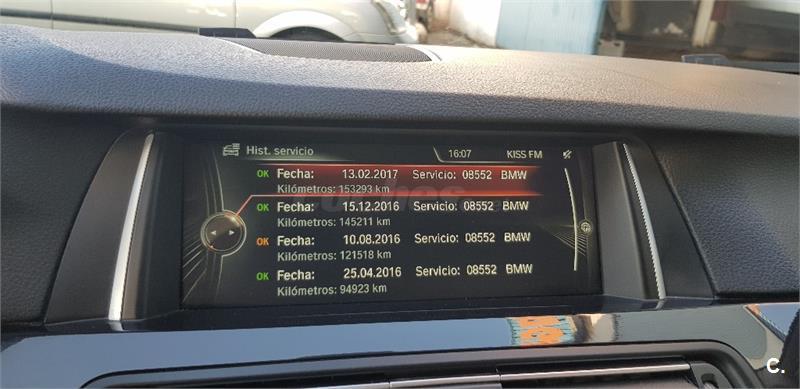 Hist. servicio 16:07 KISS FM
OK Fecha: 13.02.2017 Servicio: 08552 BMW
Kilómetros: 153293 km
OK Fecha: 15.12.2016 Servicio: 08552 BMW
Kilómetros: 145211 km
OK Fecha: 10.08.2016 Servicio: 08552 BMW
Kilómetros: 121518 km
OK Fecha: 25.04.2016 Servicio: 08552 BMW
Kilómetros: 94923 km
C.